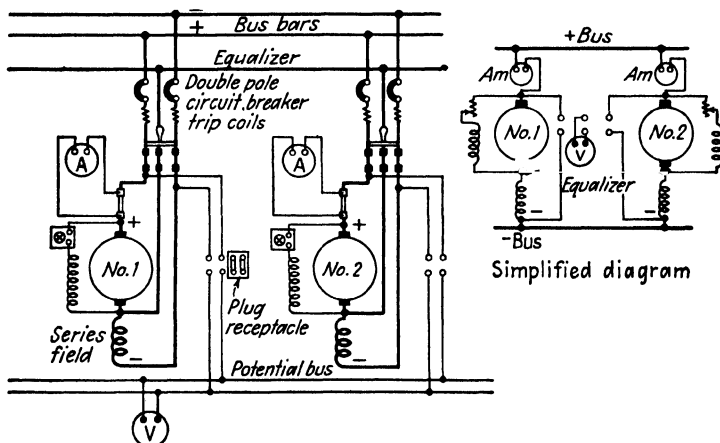 −
+ Bus bars
Equalizer
Double pole
circuit breaker
trip coils
A
A
+
+
No.1
No.2
Plug
receptacle
Series
field
−
−
Potential bus
V
+Bus
Am
Am
No.1
V
No.2
Equalizer
−
−
−Bus
Simplified diagram